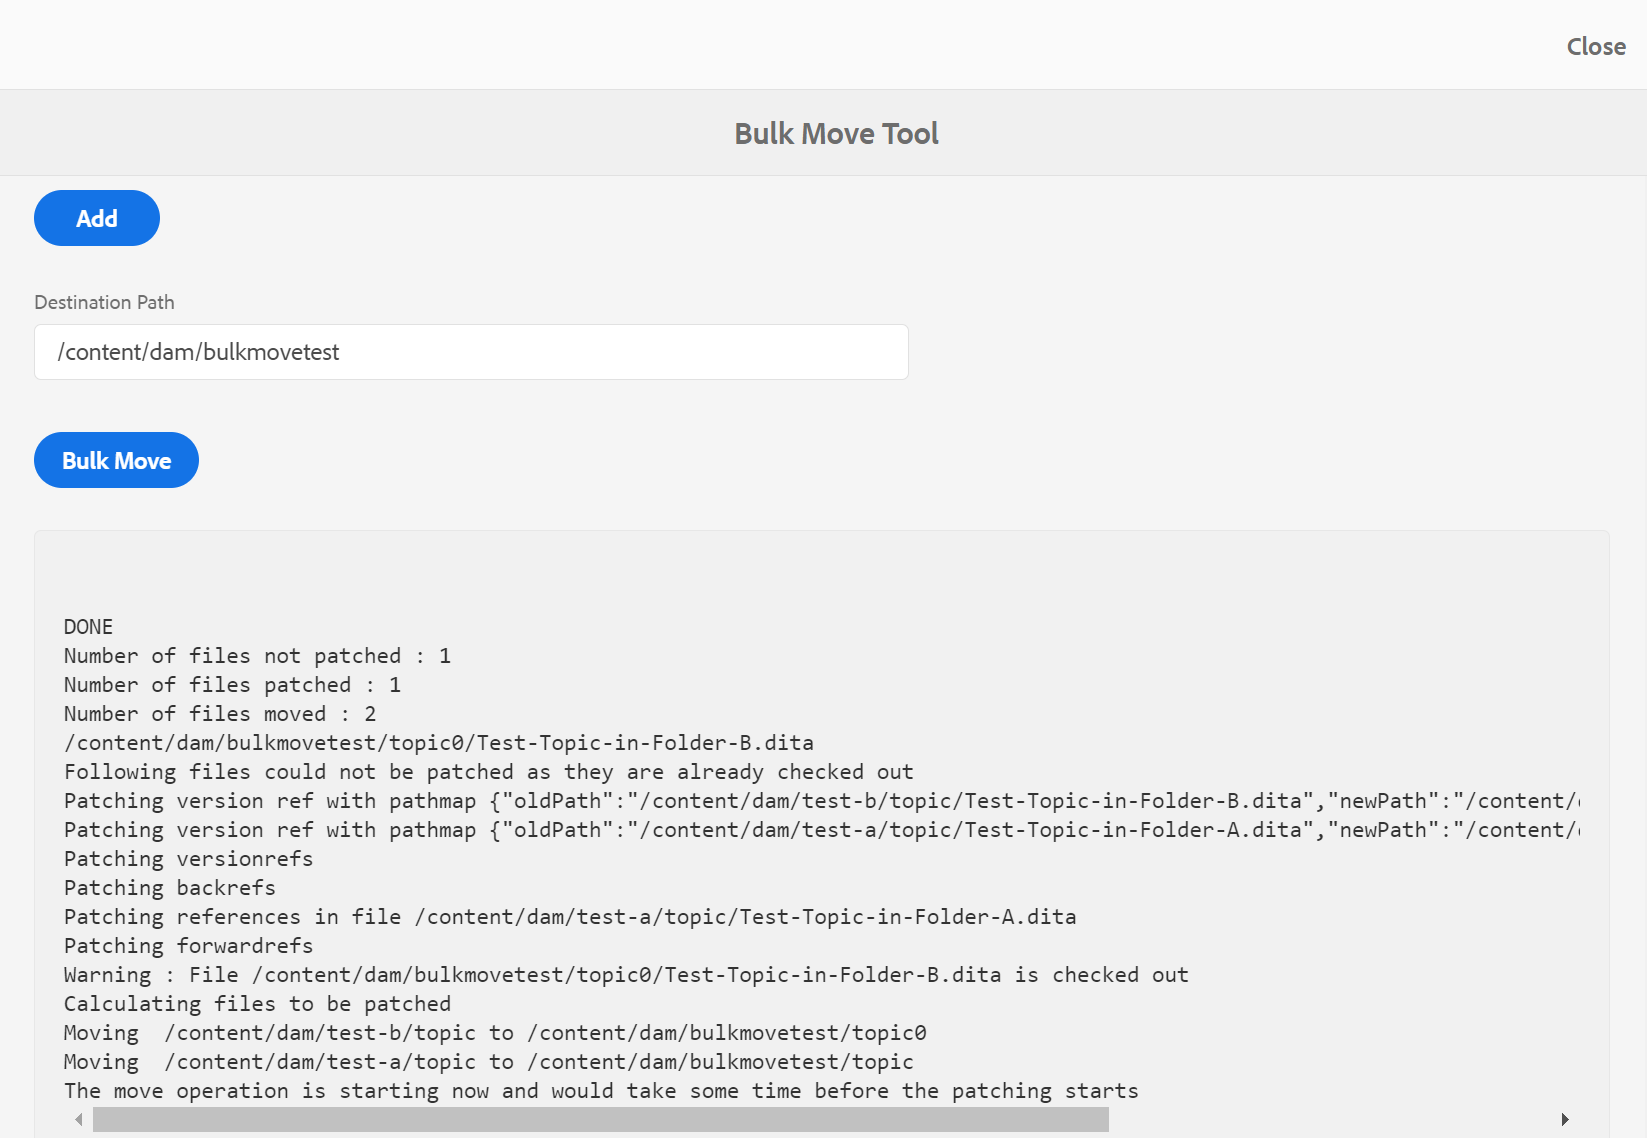 Close
Bulk Move Tool
Add
Destination Path
/content/dam/bulkmovetest
Bulk Move
DONE
Number of files not patched : 1
Number of files patched : 1
Number of files moved : 2
/content/dam/bulkmovetest/topic0/Test-Topic-in-Folder-B.dita
Following files could not be patched as they are already checked out
Patching version ref with pathmap {"oldPath":"/content/dam/test-b/topic/Test-Topic-in-Folder-B.dita","newPath":"/content/
Patching version ref with pathmap {"oldPath":"/content/dam/test-a/topic/Test-Topic-in-Folder-A.dita","newPath":"/content/
Patching versionrefs
Patching backrefs
Patching references in file /content/dam/test-a/topic/Test-Topic-in-Folder-A.dita
Patching forwardrefs
Warning : File /content/dam/bulkmovetest/topic0/Test-Topic-in-Folder-B.dita is checked out
Calculating files to be patched
Moving  /content/dam/test-b/topic to /content/dam/bulkmovetest/topic0
Moving  /content/dam/test-a/topic to /content/dam/bulkmovetest/topic
The move operation is starting now and would take some time before the patching starts